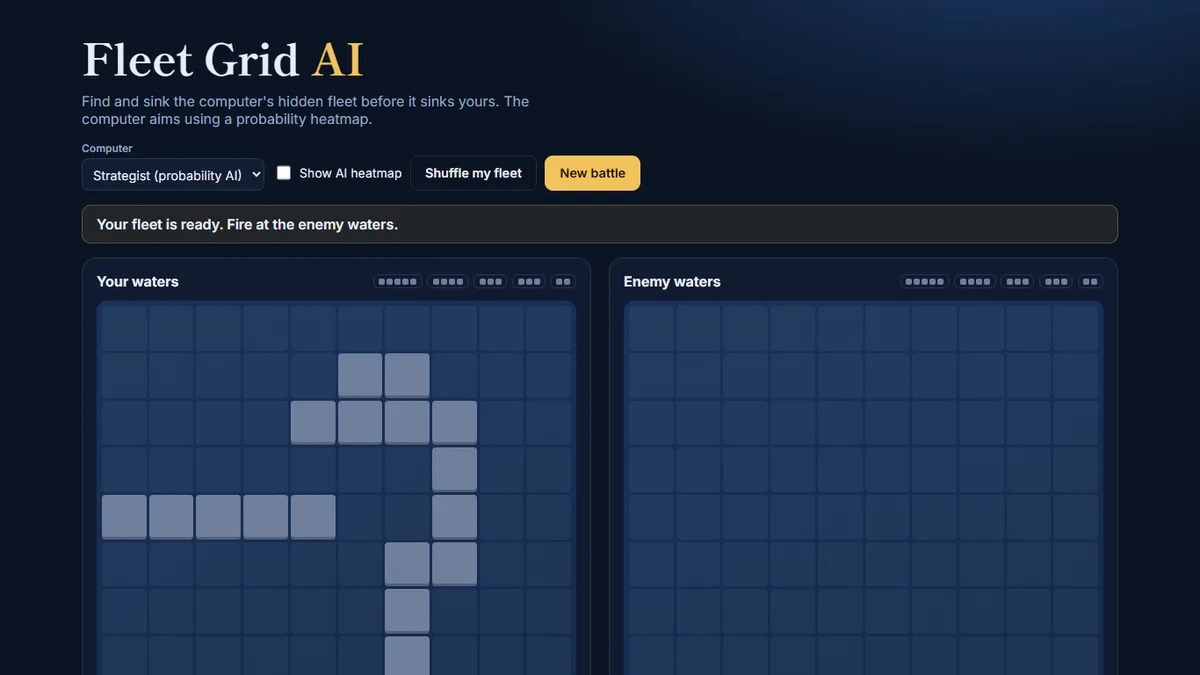 Fleet Grid AI
Find and sink the computer's hidden fleet before it sinks yours. The
computer aims using a probability heatmap.
Computer
Strategist (probability AI)
Show AI heatmap
Shuffle my fleet
New battle
Your fleet is ready. Fire at the enemy waters.
Your waters
Enemy waters